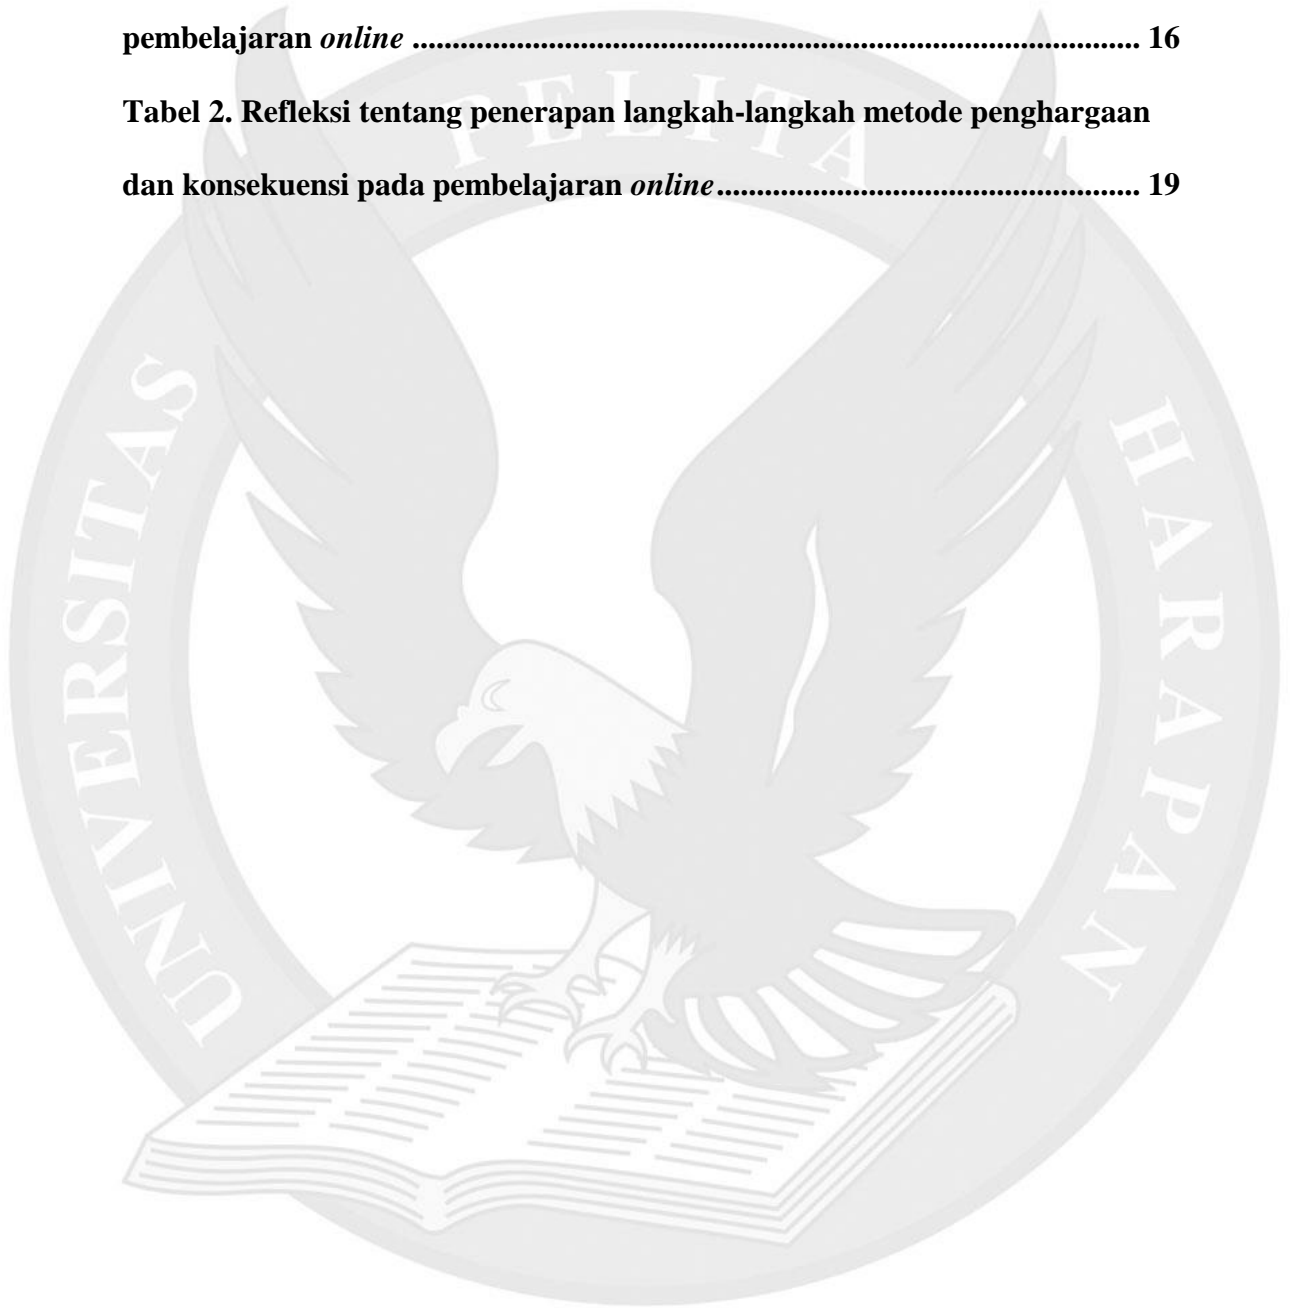 pembelajaran online ............................................................................................ 16
Tabel 2. Refleksi tentang penerapan langkah-langkah metode penghargaan
dan konsekuensi pada pembelajaran online ..................................................... 19
UNIVERSITAS
PELITA
HARAPAN